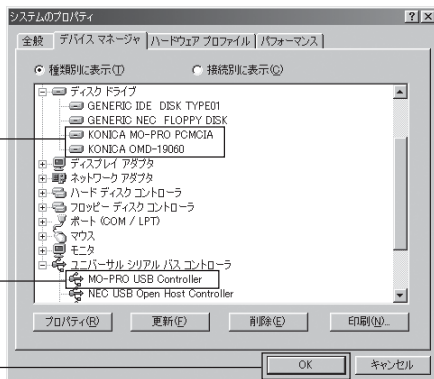 システムのプロパティ
全般 デバイス マネージャ ハードウェア プロファイル パフォーマンス
種類別に表示(T) 接続別に表示(C)
ディスク ドライブ
GENERIC IDE DISK TYPE01
GENERIC NEC FLOPPY DISK
KONICA MO-PRO PCMCIA
KONICA OMD-19060
ディスプレイ アダプタ
ネットワーク アダプタ
ハード ディスク コントローラ
フロッピー ディスク コントローラ
ポート (COM / LPT)
マウス
モニタ
ユニバーサル シリアル バス コントローラ
MO-PRO USB Controller
NEC USB Open Host Controller
プロパティ(R) 更新(F) 削除(E) 印刷(N)...
OK キャンセル